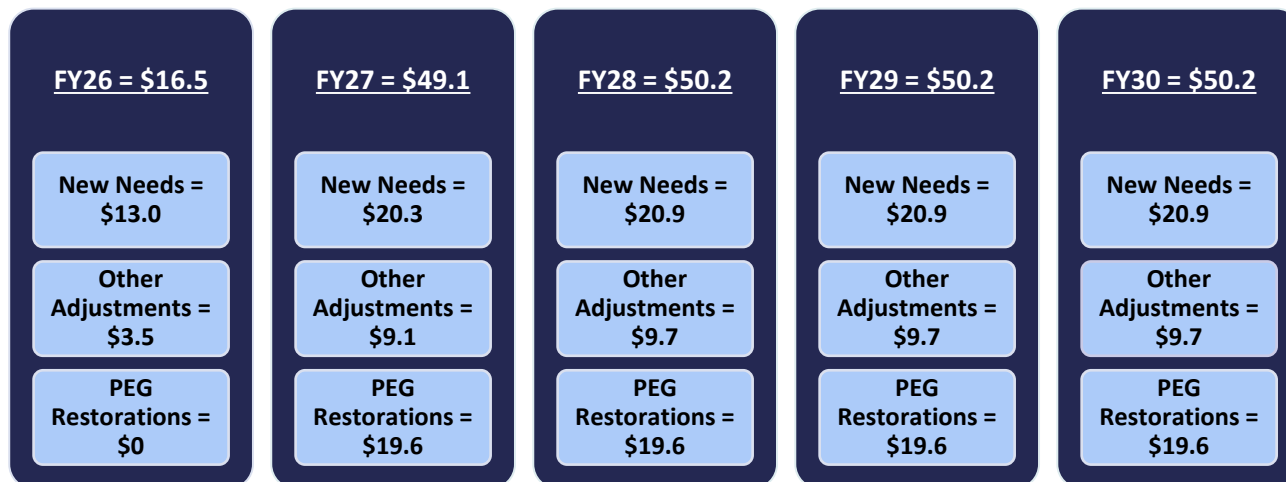 FY26 = $16.5
New Needs =
$13.0
Other
Adjustments =
$3.5
PEG
Restorations =
$0
FY27 = $49.1
New Needs =
$20.3
Other
Adjustments =
$9.1
PEG
Restorations =
$19.6
FY28 = $50.2
New Needs =
$20.9
Other
Adjustments =
$9.7
PEG
Restorations =
$19.6
FY29 = $50.2
New Needs =
$20.9
Other
Adjustments =
$9.7
PEG
Restorations =
$19.6
FY30 = $50.2
New Needs =
$20.9
Other
Adjustments =
$9.7
PEG
Restorations =
$19.6